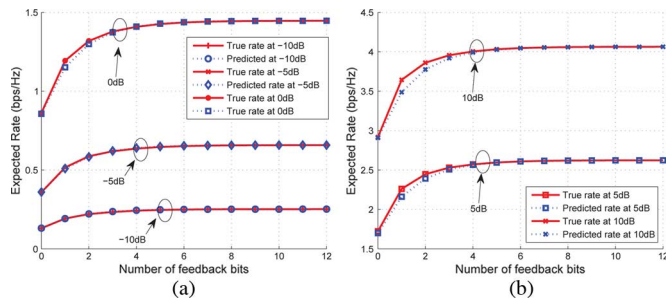 Expected Rate (bps/Hz)
1.5
1
0.5
0
0dB
−5dB
−10dB
True rate at −10dB
Predicted at −10dB
True rate at −5dB
Predicted rate at −5dB
True rate at 0dB
True rate at 0dB
0 2 4 6 8 10 12
Number of feedback bits
(a)
Expected Rate (bps/Hz)
4.5
4
3.5
3
2.5
2
1.5
10dB
5dB
True rate at 5dB
Predicted rate at 5dB
True rate at 10dB
Predicted rate at 10dB
0 2 4 6 8 10 12
Number of feedback bits
(b)